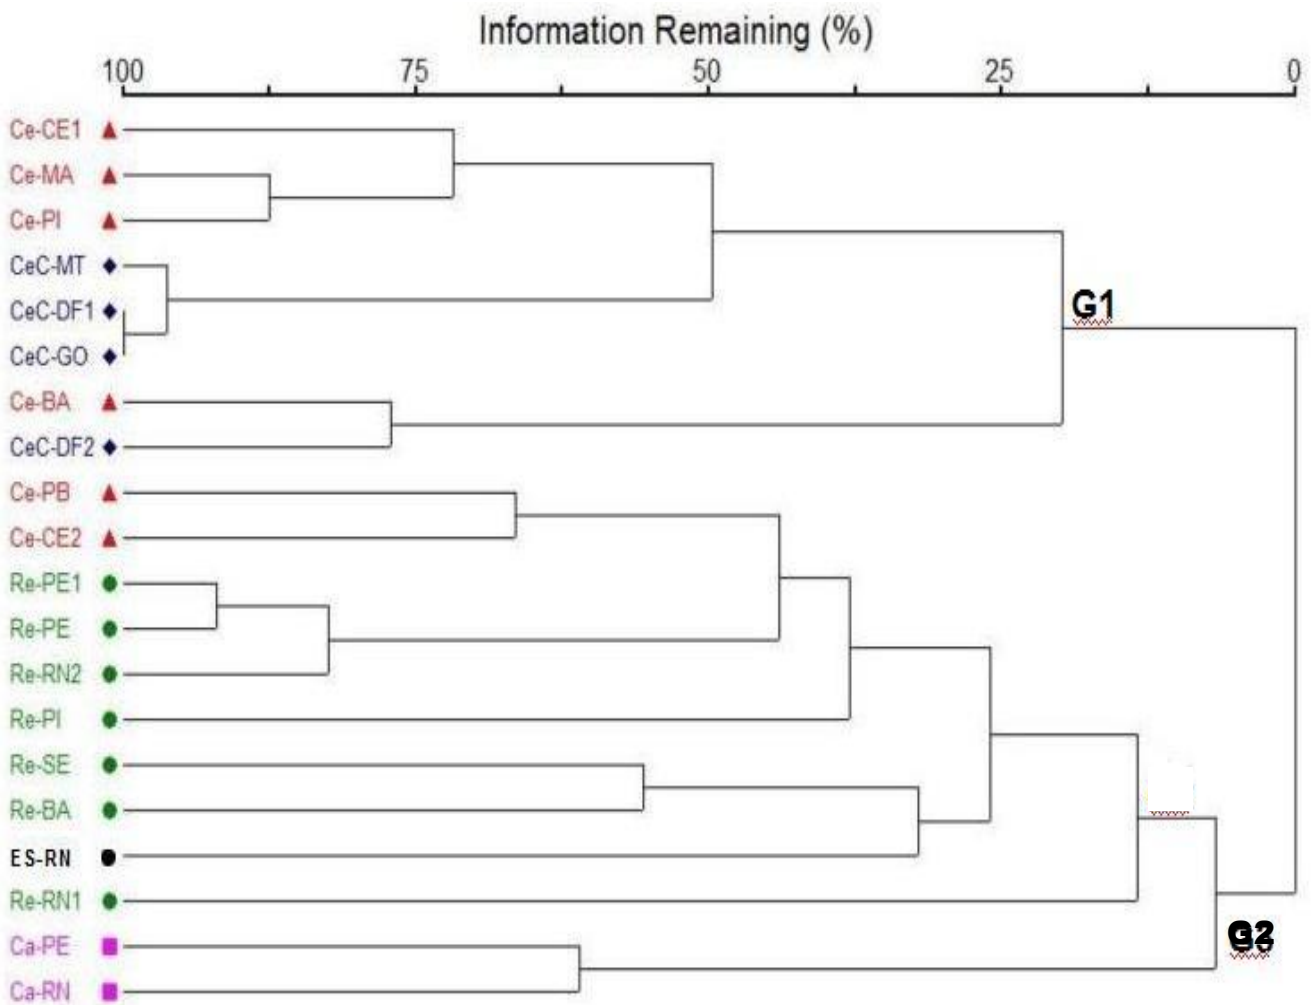 Information Remaining (%)
100 75 50 25 0
Ce-CE1
Ce-MA
Ce-PI
CeC-MT
CeC-DF1
CeC-GO
Ce-BA
CeC-DF2
Ce-PB
Ce-CE2
Re-PE1
Re-PE
Re-RN2
Re-PI
Re-SE
Re-BA
ES-RN
Re-RN1
Ca-PE
Ca-RN
G1
G2